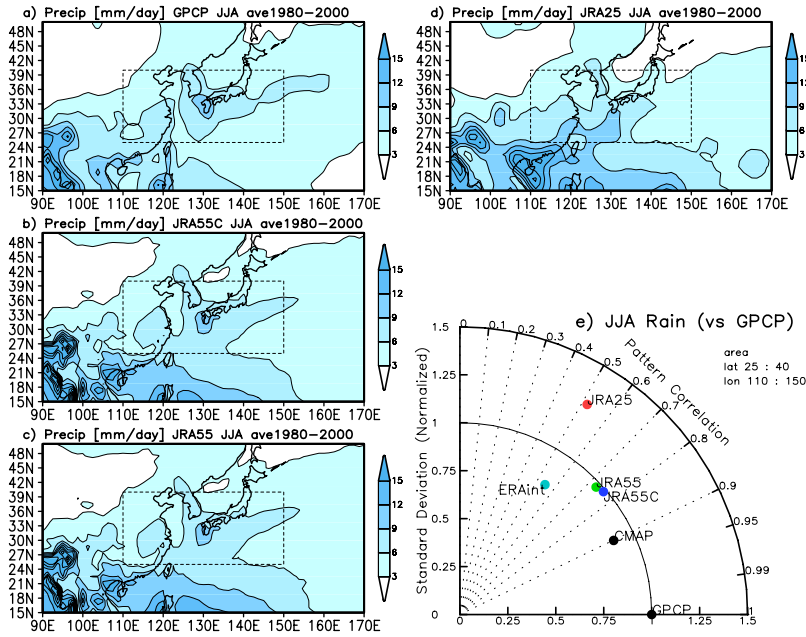 a) Precip [mm/day] GPCP JJA ave1980-2000
50N
48N
45N
42N
39N
36N
33N
30N
27N
24N
21N
18N
15N
90E 100E 110E 120E 130E 140E 150E 160E 170E
15
12
9
6
3
d) Precip [mm/day] JRA25 JJA ave1980-2000
48N
45N
42N
39N
36N
33N
30N
27N
24N
21N
18N
15N
90E 100E 110E 120E 130E 140E 150E 160E 170E
15
12
9
6
3
b) Precip [mm/day] JRA55C JJA ave1980-2000
48N
45N
42N
39N
36N
33N
30N
27N
24N
21N
18N
15N
90E 100E 110E 120E 130E 140E 150E 160E 170E
15
12
9
6
3
c) Precip [mm/day] JRA55 JJA ave1980-2000
48N
45N
42N
39N
36N
33N
30N
27N
24N
21N
18N
15N
90E 100E 110E 120E 130E 140E 150E 160E 170E
15
12
9
6
3
e) JJA Rain (vs GPCP)
area
lat 25 : 40
lon 110 : 150
Pattern Correlation
0 0.1 0.2 0.3 0.4 0.5 0.6 0.7 0.8 0.9 0.95 0.99 1
Standard Deviation (Normalized)
1.5
1.25
1
0.75
0.5
0.25
0
0 0.25 0.5 0.75 1 1.25 1.5
JRA25
ERAint
JRA55
JRA55C
CMAP
GPCP